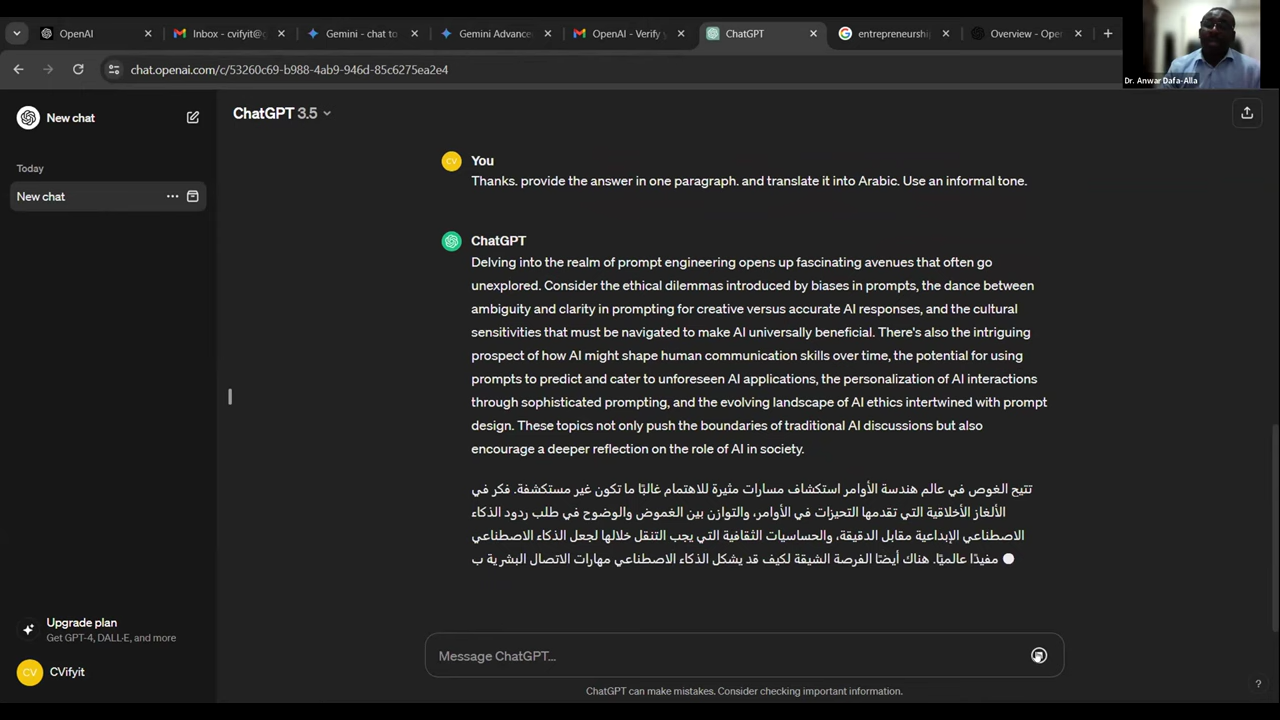 OpenAI
Inbox - cvifyit@g
Gemini - chat to
Gemini Advance
OpenAI - Verify y
ChatGPT
entrepreneurshi
Overview - Open
chat.openai.com/c/53260c69-b988-4ab9-946d-85c6275ea2e4
Dr. Anwar Dafa-Alla
New chat
Today
New chat
Upgrade plan
Get GPT-4, DALL·E, and more
CV CVifyit
ChatGPT 3.5
CV You
Thanks. provide the answer in one paragraph. and translate it into Arabic. Use an informal tone.
ChatGPT
Delving into the realm of prompt engineering opens up fascinating avenues that often go
unexplored. Consider the ethical dilemmas introduced by biases in prompts, the dance between
ambiguity and clarity in prompting for creative versus accurate AI responses, and the cultural
sensitivities that must be navigated to make AI universally beneficial. There's also the intriguing
prospect of how AI might shape human communication skills over time, the potential for using
prompts to predict and cater to unforeseen AI applications, the personalization of AI interactions
through sophisticated prompting, and the evolving landscape of AI ethics intertwined with prompt
design. These topics not only push the boundaries of traditional AI discussions but also
encourage a deeper reflection on the role of AI in society.
تتيح الغوص في عالم هندسة الأوامر استكشاف مسارات مثيرة للاهتمام غالبًا ما تكون غير مستكشفة. فكر في
الألغاز الأخلاقية التي تقدمها التحيزات في الأوامر، والتوازن بين الغموض والوضوح في طلب ردود الذكاء
الاصطناعي الإبداعية مقابل الدقيقة، والحساسيات الثقافية التي يجب التنقل خلالها لجعل الذكاء الاصطناعي
مفيدًا عالميًا. هناك أيضًا الفرصة الشيقة لكيف قد يشكل الذكاء الاصطناعي مهارات الاتصال البشرية ب
Message ChatGPT...
ChatGPT can make mistakes. Consider checking important information.
?